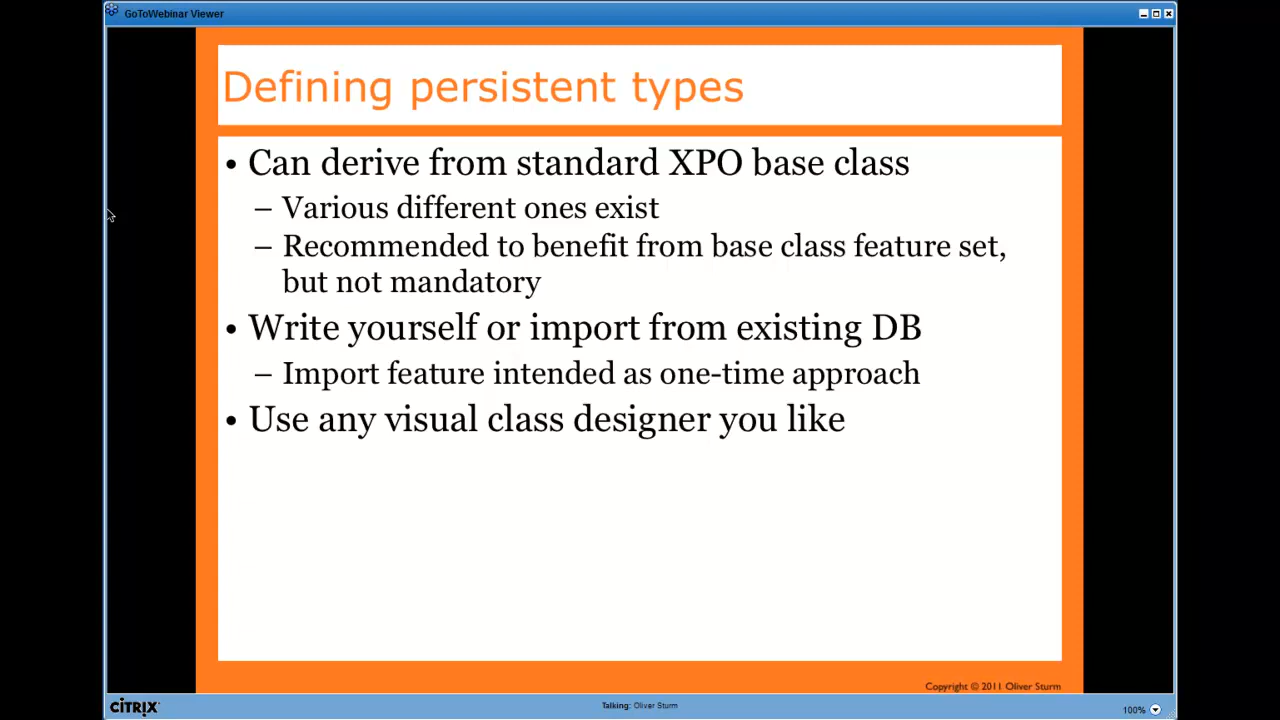 GoToWebinar Viewer
Defining persistent types
• Can derive from standard XPO base class
– Various different ones exist
– Recommended to benefit from base class feature set,
but not mandatory
• Write yourself or import from existing DB
– Import feature intended as one-time approach
• Use any visual class designer you like
Copyright © 2011 Oliver Sturm
CİTRIX
Talking: Oliver Sturm
100%